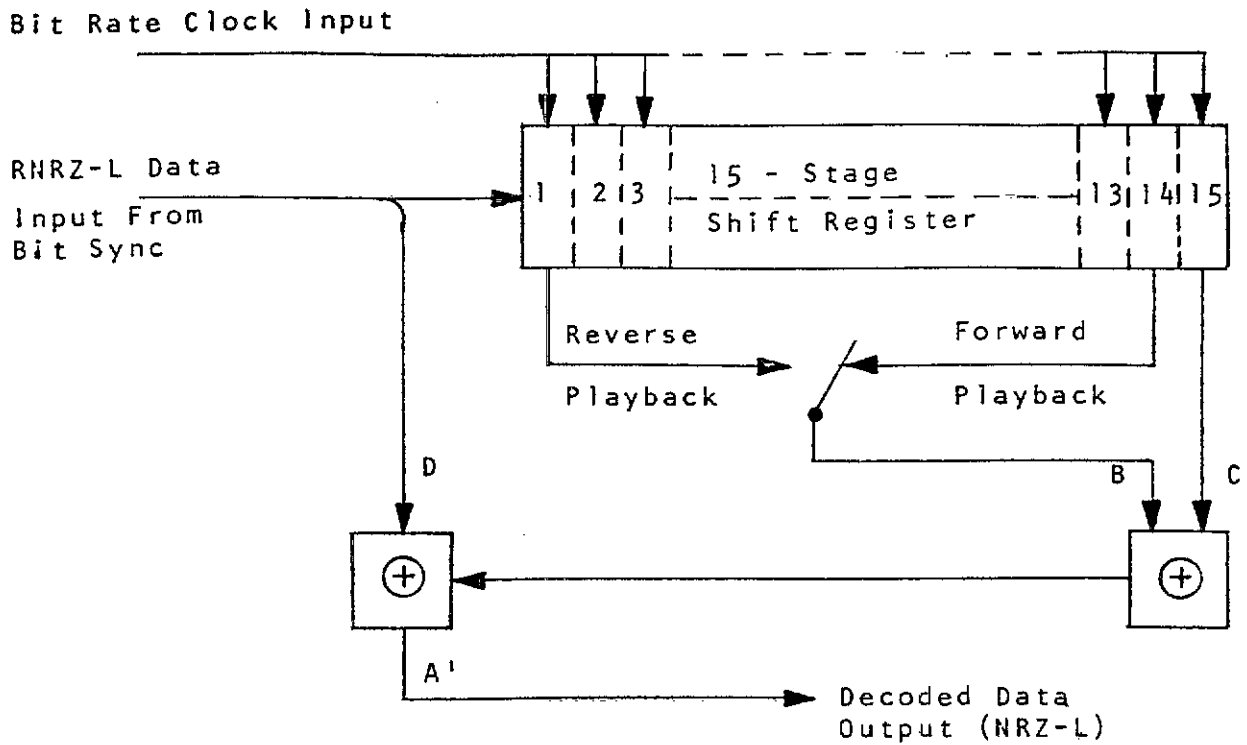 Bit Rate Clock Input
RNRZ-L Data
Input From
Bit Sync
1 2 3 15 - Stage 13 14 15
Shift Register
Reverse Forward
Playback Playback
D B C
+ +
A'
Decoded Data
Output (NRZ-L)